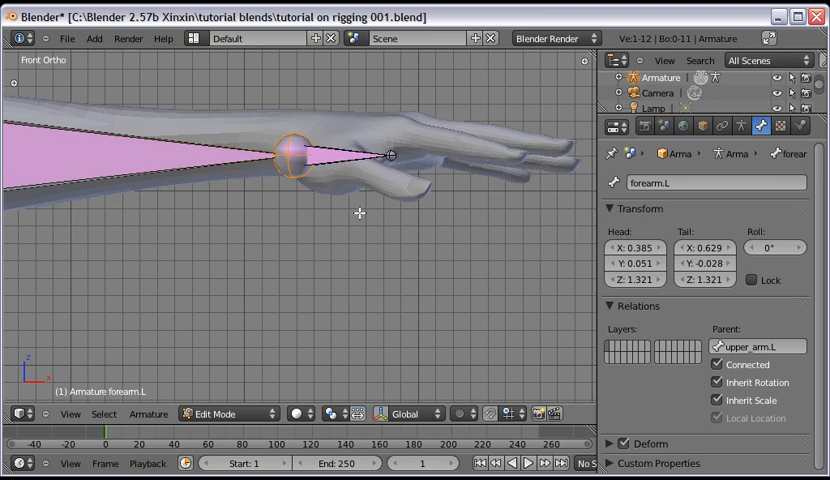 Blender* [C:\Blender 2.57b Xinxin\tutorial blends\tutorial on rigging 001.blend]
File Add Render Help Default Scene Blender Render Ve:1-12 | Bo:0-11 | Armature
Front Ortho
View Search All Scenes
Armature
Camera
Lamp
Arma Arma forear
forearm.L
Transform
Head: Tail: Roll:
X: 0.385 X: 0.629 0°
Y: 0.051 Y: -0.028
Z: 1.321 Z: 1.321 Lock
Relations
Layers: Parent:
upper_arm.L
Connected
Inherit Rotation
Inherit Scale
Local Location
Deform
Custom Properties
z
x
(1) Armature forearm.L
View Select Armature Edit Mode Global
-40 -20 0 20 40 60 80 100 120 140 160 180 200 220 240 260
View Frame Playback Start: 1 End: 250 1 No S